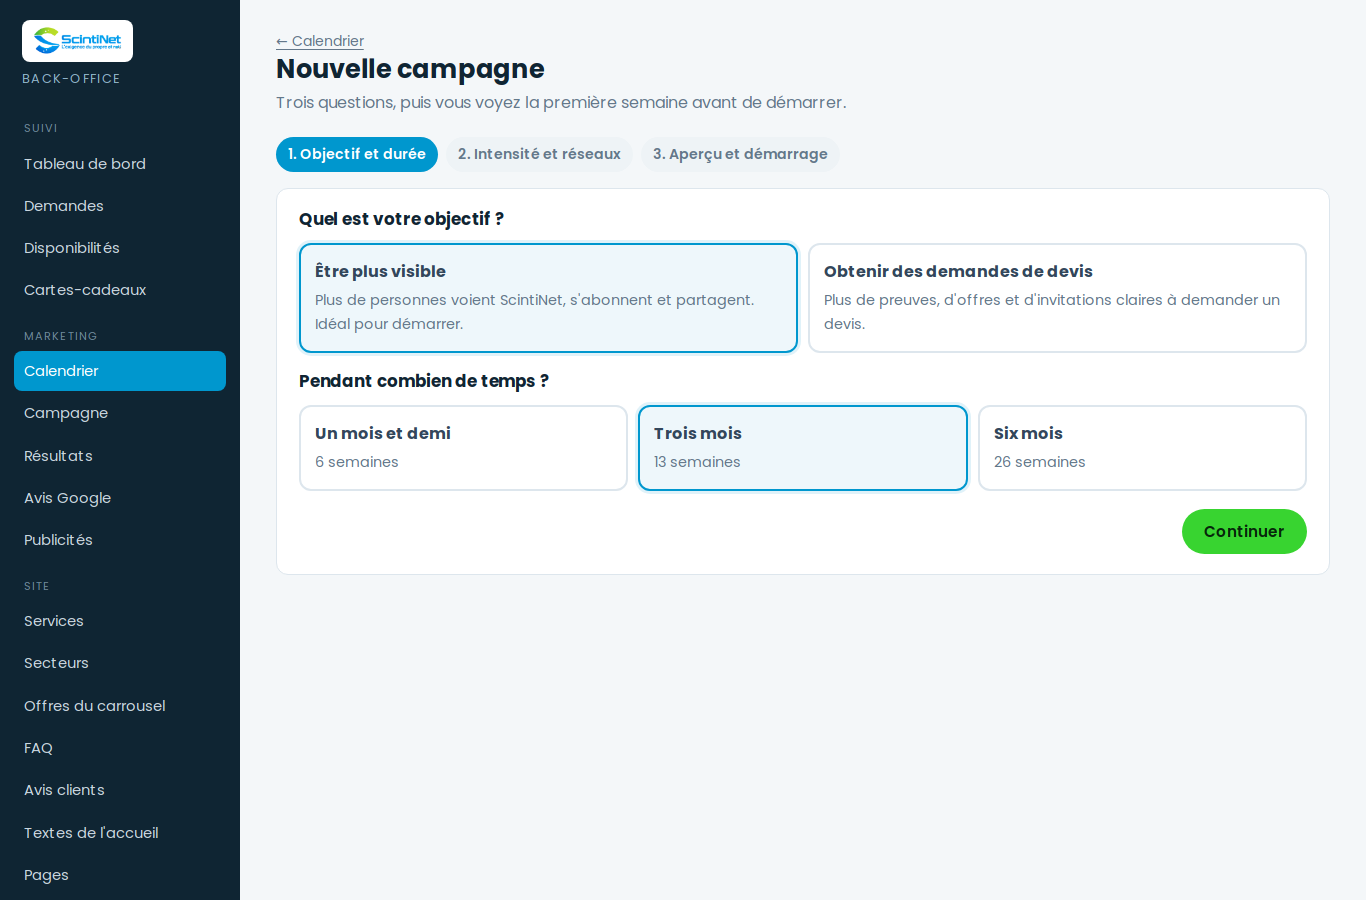 ScintiNet
L'exigence du propre et net
BACK-OFFICE
SUIVI
Tableau de bord
Demandes
Disponibilités
Cartes-cadeaux
MARKETING
Calendrier
Campagne
Résultats
Avis Google
Publicités
SITE
Services
Secteurs
Offres du carrousel
FAQ
Avis clients
Textes de l'accueil
Pages
← Calendrier
Nouvelle campagne
Trois questions, puis vous voyez la première semaine avant de démarrer.
1. Objectif et durée
2. Intensité et réseaux
3. Aperçu et démarrage
Quel est votre objectif ?
Être plus visible
Plus de personnes voient ScintiNet, s'abonnent et partagent.
Idéal pour démarrer.
Obtenir des demandes de devis
Plus de preuves, d'offres et d'invitations claires à demander un
devis.
Pendant combien de temps ?
Un mois et demi
6 semaines
Trois mois
13 semaines
Six mois
26 semaines
Continuer